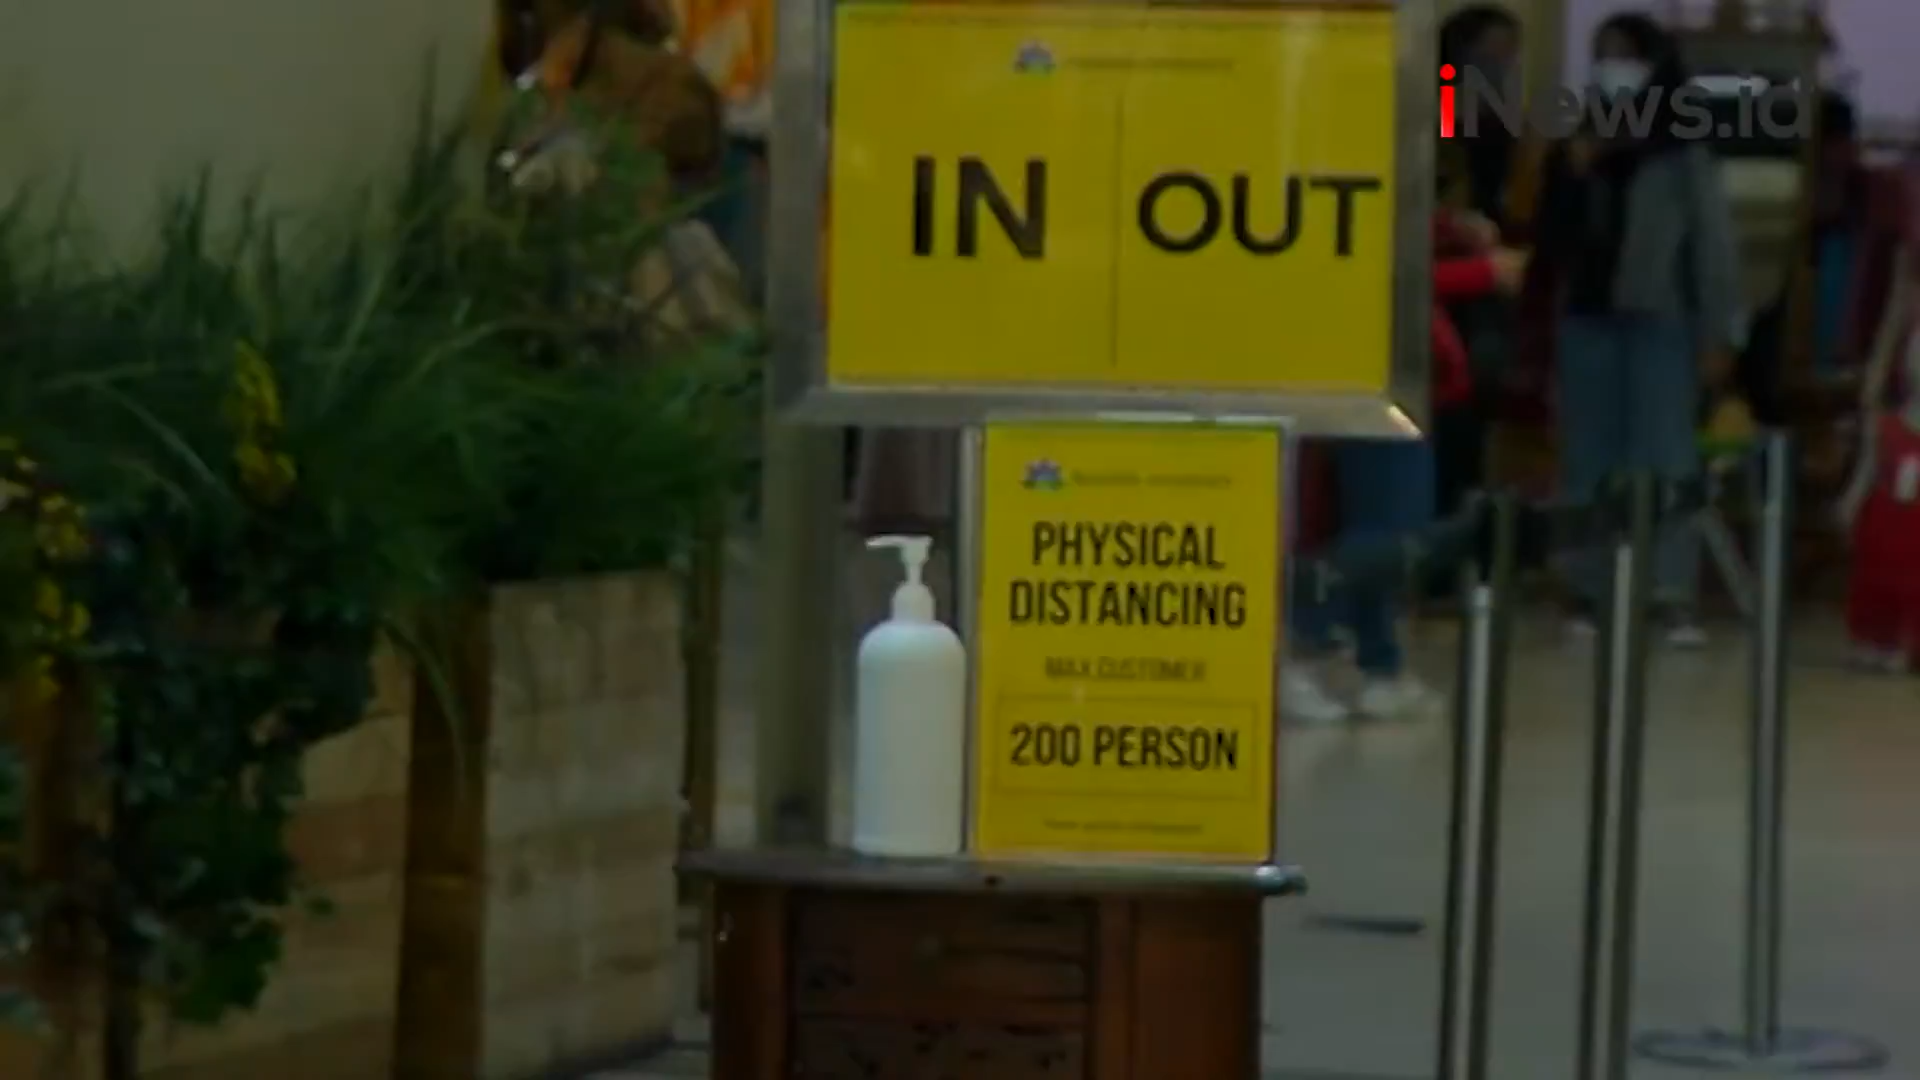 iNews.id
IN OUT
PHYSICAL
DISTANCING
MAX CUSTOMER
200 PERSON